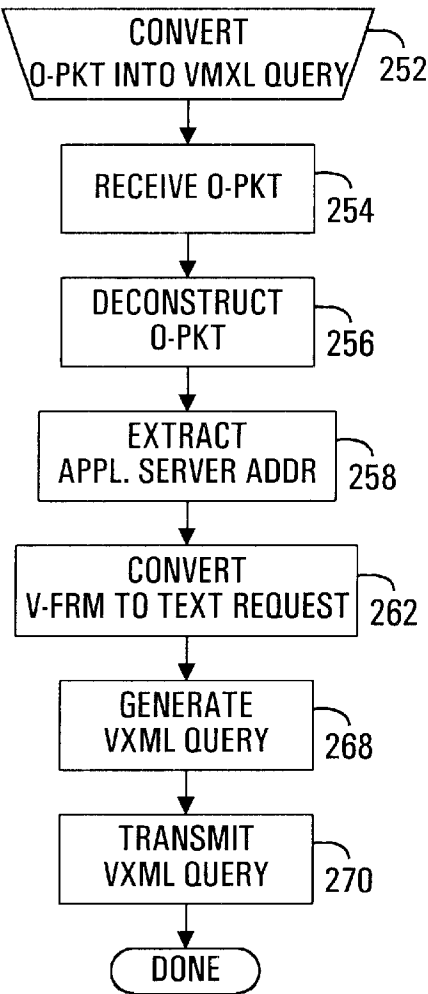 CONVERT
O-PKT INTO VMXL QUERY
252
RECEIVE O-PKT
254
DECONSTRUCT
O-PKT
256
EXTRACT
APPL. SERVER ADDR
258
CONVERT
V-FRM TO TEXT REQUEST
262
GENERATE
VXML QUERY
268
TRANSMIT
VXML QUERY
270
DONE